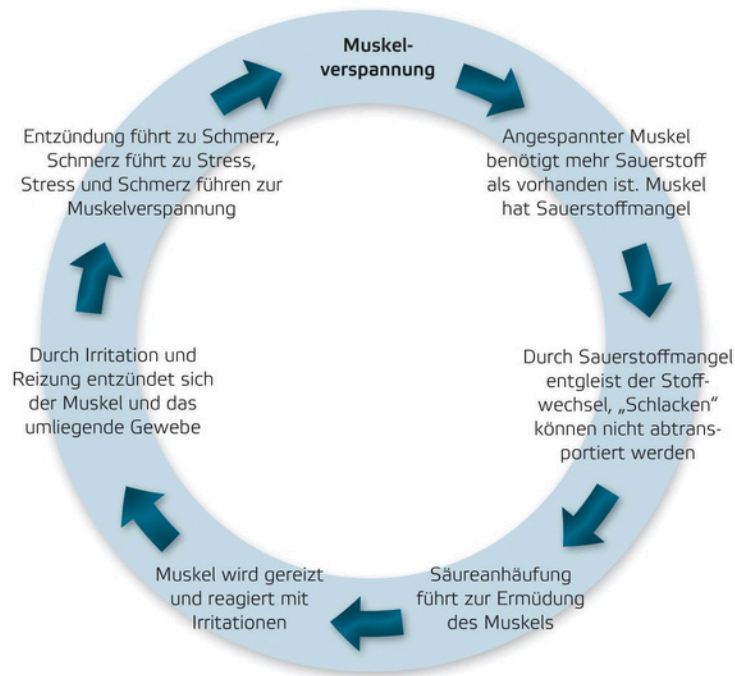 Muskel-
verspannung
Angespannter Muskel
benötigt mehr Sauerstoff
als vorhanden ist. Muskel
hat Sauerstoffmangel
Durch Sauerstoffmangel
entgleist der Stoff-
wechsel, „Schlacken“
können nicht abtrans-
portiert werden
Säureanhäufung
führt zur Ermüdung
des Muskels
Muskel wird gereizt
und reagiert mit
Irritationen
Durch Irritation und
Reizung entzündet sich
der Muskel und das
umliegende Gewebe
Entzündung führt zu Schmerz,
Schmerz führt zu Stress,
Stress und Schmerz führen zur
Muskelverspannung